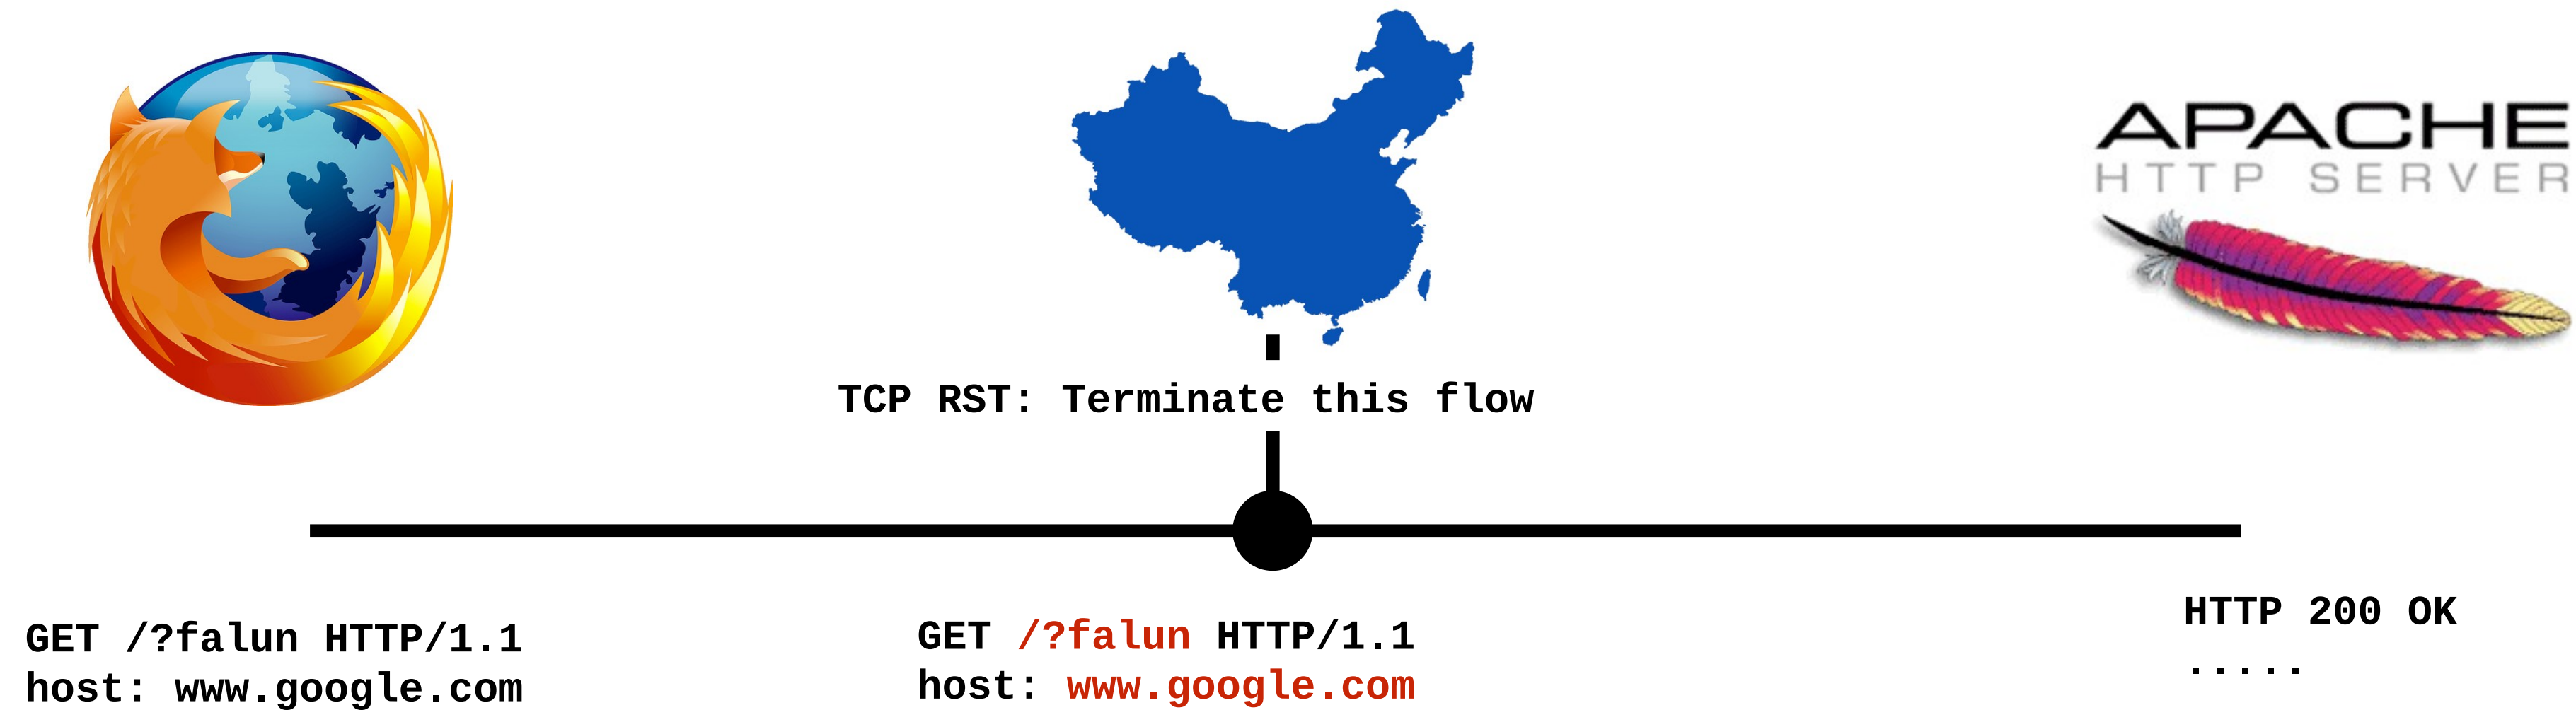 APACHE
HTTP SERVER
TCP RST: Terminate this flow
GET /?falun HTTP/1.1
host: www.google.com
GET /?falun HTTP/1.1
host: www.google.com
HTTP 200 OK
.....